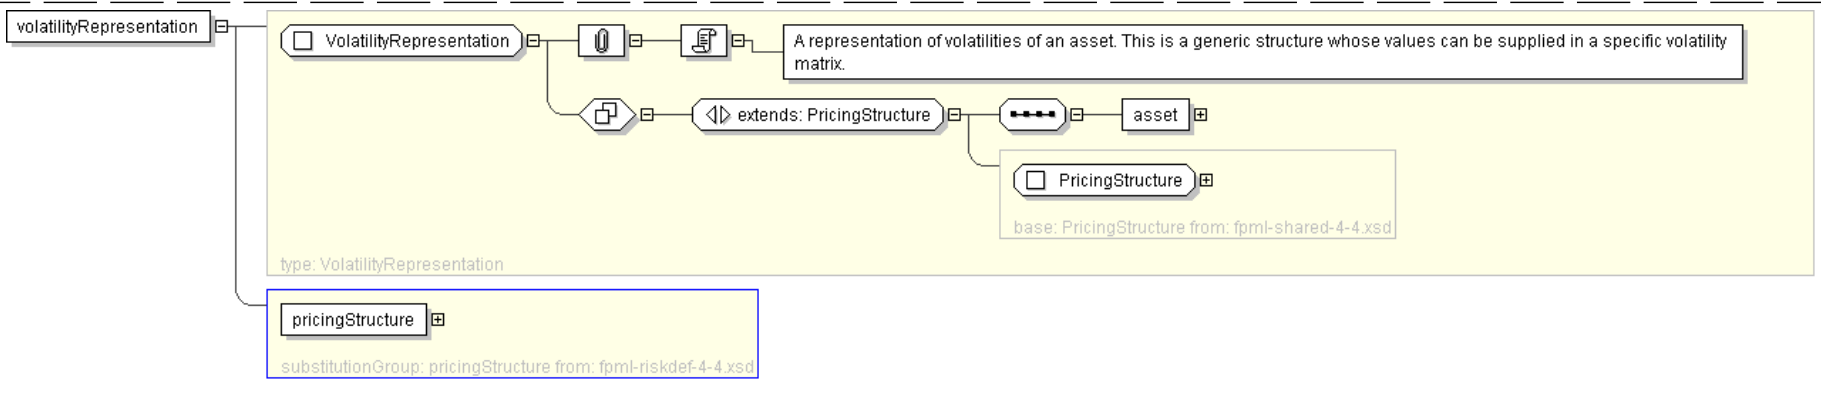 volatilityRepresentation
VolatilityRepresentation
A representation of volatilities of an asset. This is a generic structure whose values can be supplied in a specific volatility
matrix.
extends: PricingStructure
asset
PricingStructure
base: PricingStructure from: fpml-shared-4-4.xsd
type: VolatilityRepresentation
pricingStructure
substitutionGroup: pricingStructure from: fpml-riskdef-4-4.xsd